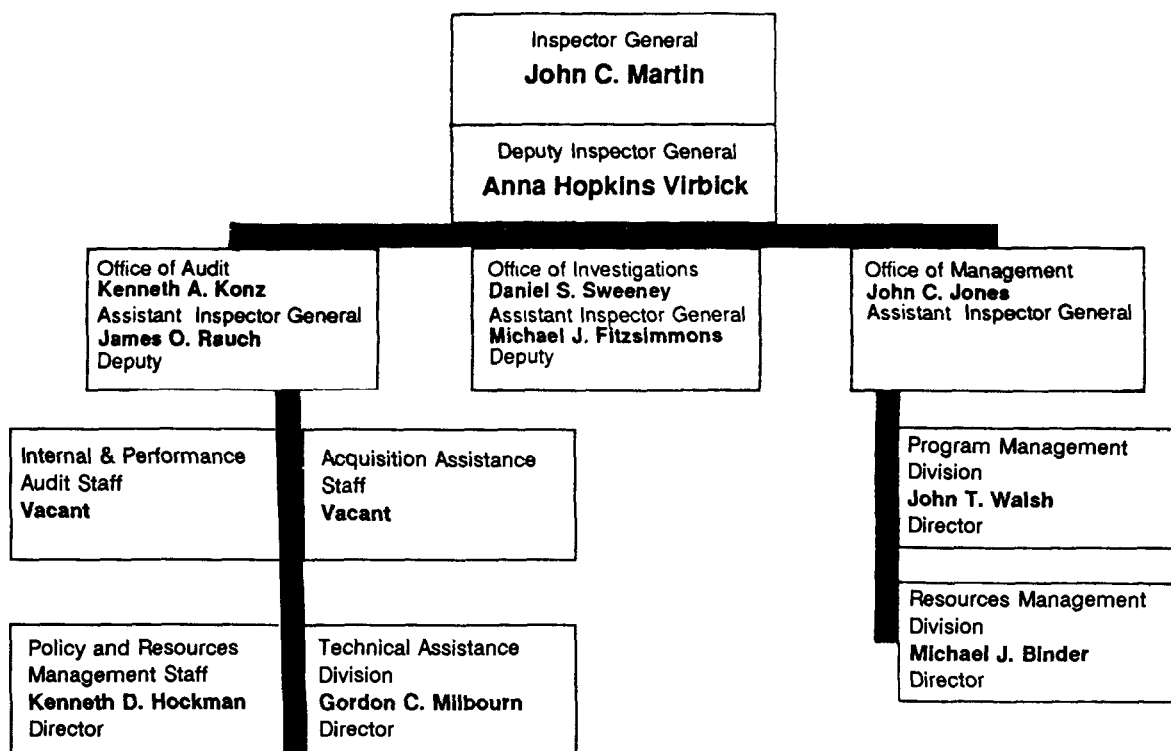 Inspector General
John C. Martin
Deputy Inspector General
Anna Hopkins Virbick
Office of Audit
Kenneth A. Konz
Assistant Inspector General
James O. Rauch
Deputy
Office of Investigations
Daniel S. Sweeney
Assistant Inspector General
Michael J. Fitzsimmons
Deputy
Office of Management
John C. Jones
Assistant Inspector General
Internal & Performance
Audit Staff
Vacant
Acquisition Assistance
Staff
Vacant
Program Management
Division
John T. Walsh
Director
Policy and Resources
Management Staff
Kenneth D. Hockman
Director
Technical Assistance
Division
Gordon C. Milbourn
Director
Resources Management
Division
Michael J. Binder
Director